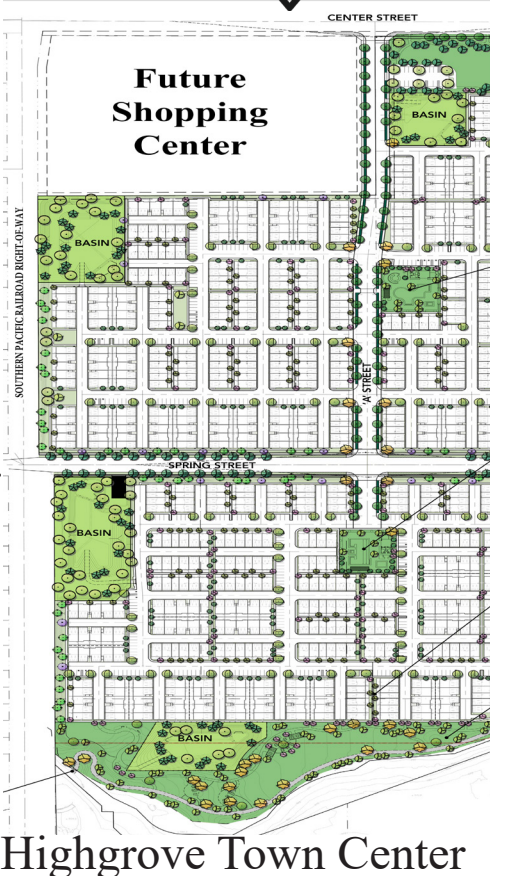 CENTER STREET
Future
Shopping
Center
BASIN
BASIN
SOUTHERN PACIFIC RAILROAD RIGHT-OF-WAY
'A' STREET
SPRING STREET
BASIN
BASIN
Highgrove Town Center